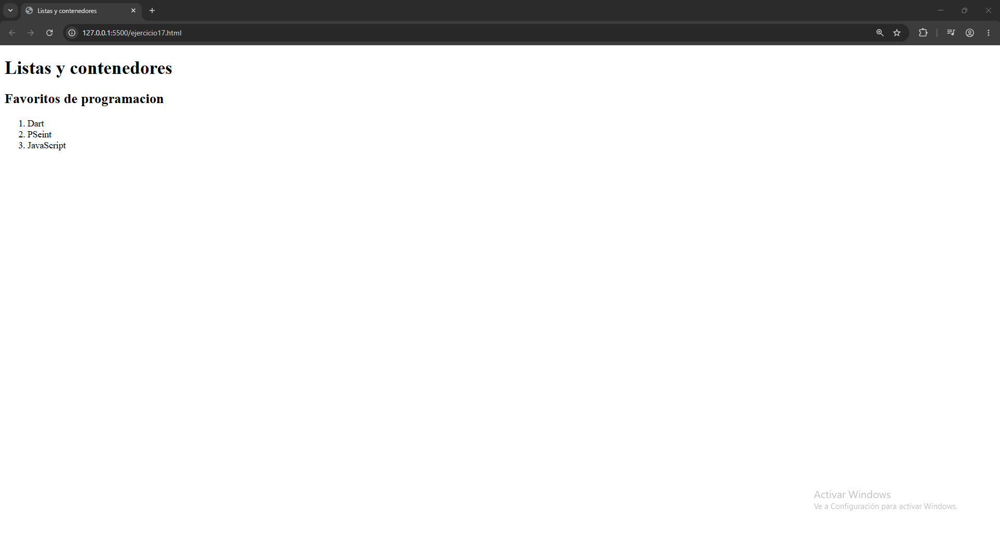 Listas y contenedores
127.0.0.1:5500/ejercicio17.html
Listas y contenedores
Favoritos de programacion
1. Dart
2. PSeint
3. JavaScript
Activar Windows
Ve a Configuración para activar Windows.